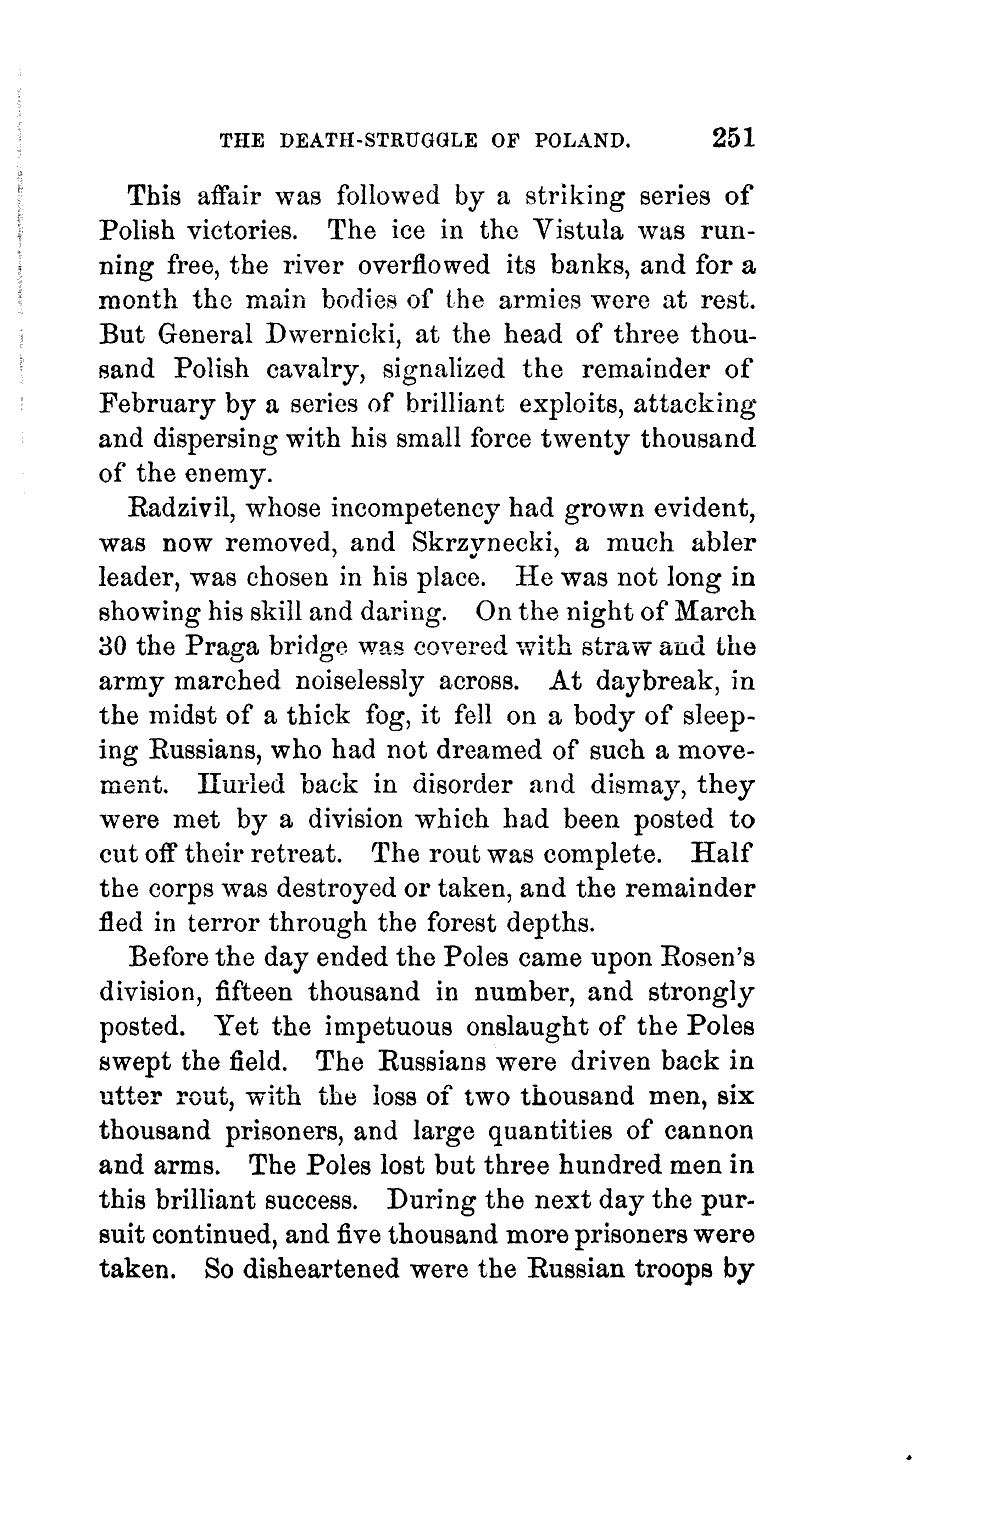 THE DEATH-STRUGGLE OF POLAND. 251
This affair was followed by a striking series of
Polish victories. The ice in the Vistula was run-
ning free, the river overflowed its banks, and for a
month the main bodies of the armies were at rest.
But General Dwernicki, at the head of three thou-
sand Polish cavalry, signalized the remainder of
February by a series of brilliant exploits, attacking
and dispersing with his small force twenty thousand
of the enemy.
Radzivil, whose incompetency had grown evident,
was now removed, and Skrzynecki, a much abler
leader, was chosen in his place. He was not long in
showing his skill and daring. On the night of March
30 the Praga bridge was covered with straw and the
army marched noiselessly across. At daybreak, in
the midst of a thick fog, it fell on a body of sleep-
ing Russians, who had not dreamed of such a move-
ment. Hurled back in disorder and dismay, they
were met by a division which had been posted to
cut off their retreat. The rout was complete. Half
the corps was destroyed or taken, and the remainder
fled in terror through the forest depths.
Before the day ended the Poles came upon Rosen's
division, fifteen thousand in number, and strongly
posted. Yet the impetuous onslaught of the Poles
swept the field. The Russians were driven back in
utter rout, with the loss of two thousand men, six
thousand prisoners, and large quantities of cannon
and arms. The Poles lost but three hundred men in
this brilliant success. During the next day the pur-
suit continued, and five thousand more prisoners were
taken. So disheartened were the Russian troops by